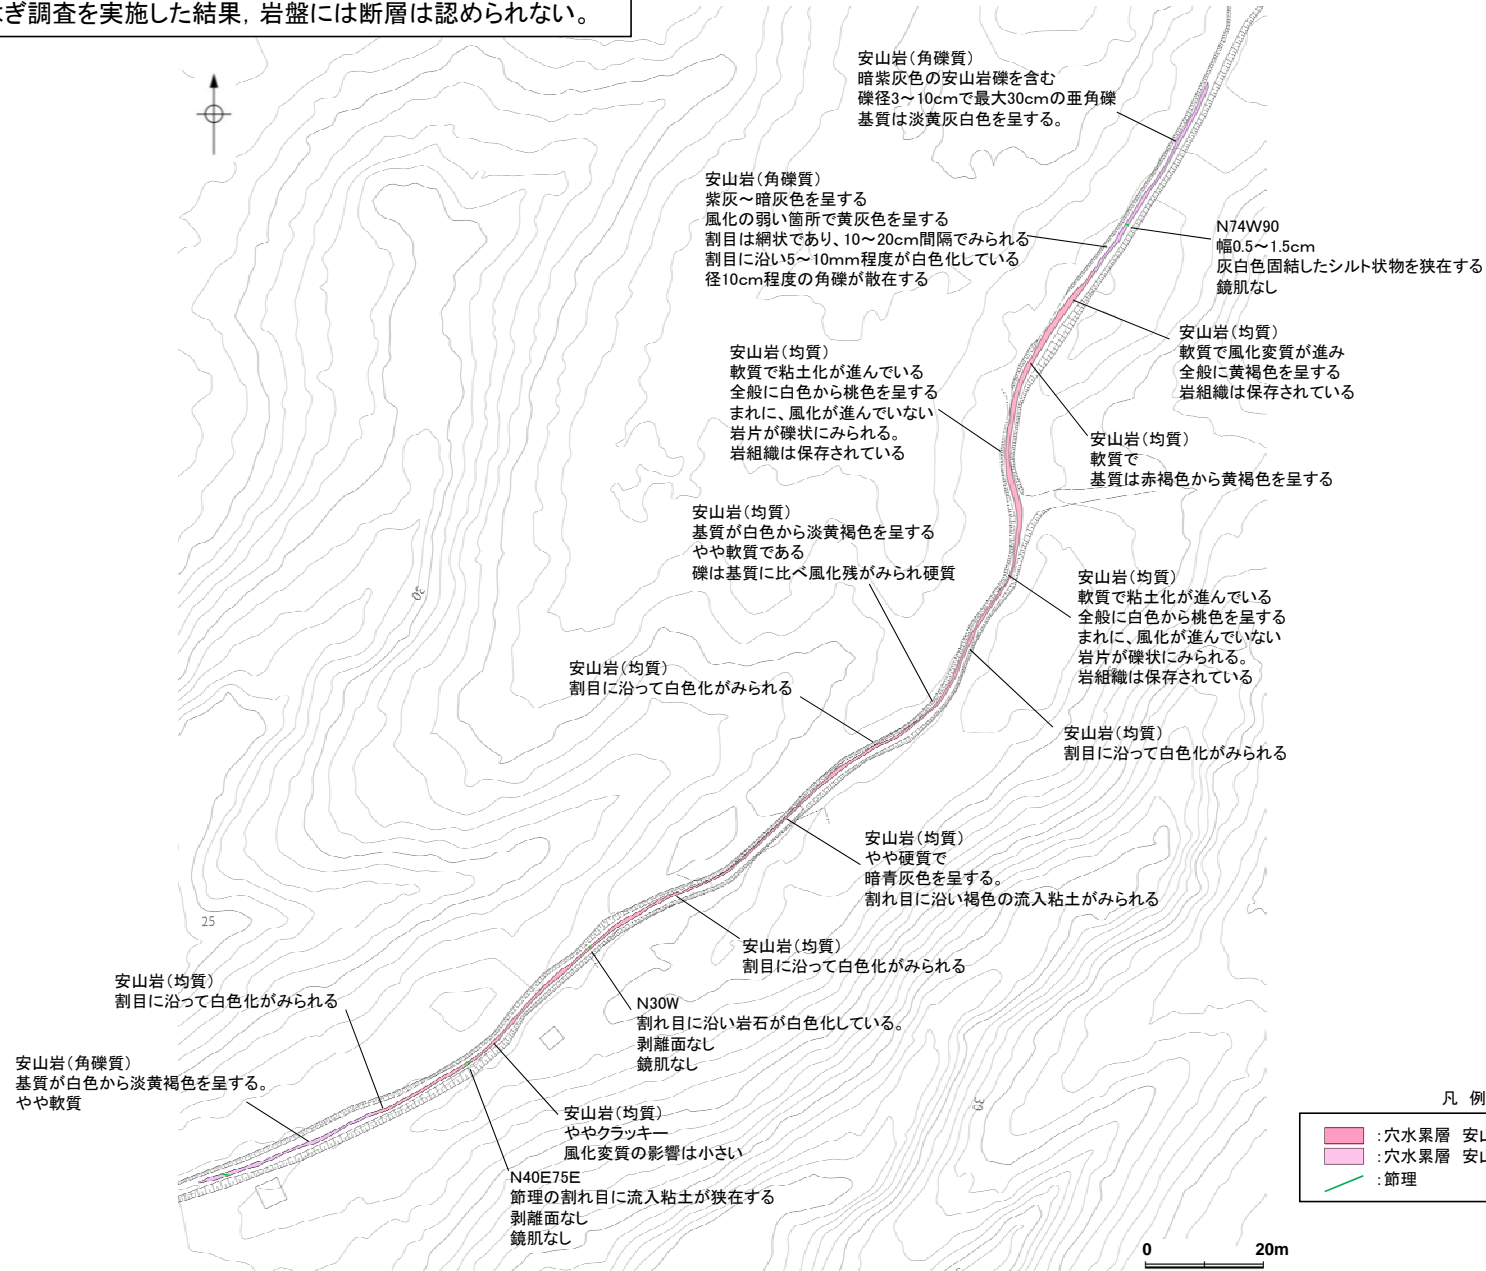 ぎ調査を実施した結果，岩盤には断層は認められない。
安山岩（角礫質）
暗紫灰色の安山岩礫を含む
礫径3～10cmで最大30cmの亜角礫
基質は淡黄灰白色を呈する。
安山岩（角礫質）
紫灰～暗灰色を呈する
風化の弱い箇所で黄灰色を呈する
割目は網状であり、10～20cm間隔でみられる
割目に沿い5～10mm程度が白色化している
径10cm程度の角礫が散在する
N74W90
幅0.5～1.5cm
灰白色固結したシルト状物を狭在する
鏡肌なし
安山岩（均質）
軟質で風化変質が進み
全般に黄褐色を呈する
岩組織は保存されている
安山岩（均質）
軟質で粘土化が進んでいる
全般に白色から桃色を呈する
まれに、風化が進んでいない
岩片が礫状にみられる。
岩組織は保存されている
安山岩（均質）
軟質で
基質は赤褐色から黄褐色を呈する
安山岩（均質）
基質が白色から淡黄褐色を呈する
やや軟質である
礫は基質に比べ風化残がみられ硬質
安山岩（均質）
軟質で粘土化が進んでいる
全般に白色から桃色を呈する
まれに、風化が進んでいない
岩片が礫状にみられる。
岩組織は保存されている
30
安山岩（均質）
割目に沿って白色化がみられる
安山岩（均質）
割目に沿って白色化がみられる
安山岩（均質）
やや硬質で
暗青灰色を呈する。
割れ目に沿い褐色の流入粘土がみられる
25
安山岩（均質）
割目に沿って白色化がみられる
安山岩（均質）
割目に沿って白色化がみられる
N30W
割れ目に沿い岩石が白色化している。
剥離面なし
鏡肌なし
安山岩（角礫質）
基質が白色から淡黄褐色を呈する。
やや軟質
30
安山岩（均質）
ややクラッキー
風化変質の影響は小さい
N40E75E
節理の割れ目に流入粘土が狭在する
剥離面なし
鏡肌なし
凡 例
：穴水累層 安山
：穴水累層 安山
：節理
0 20m